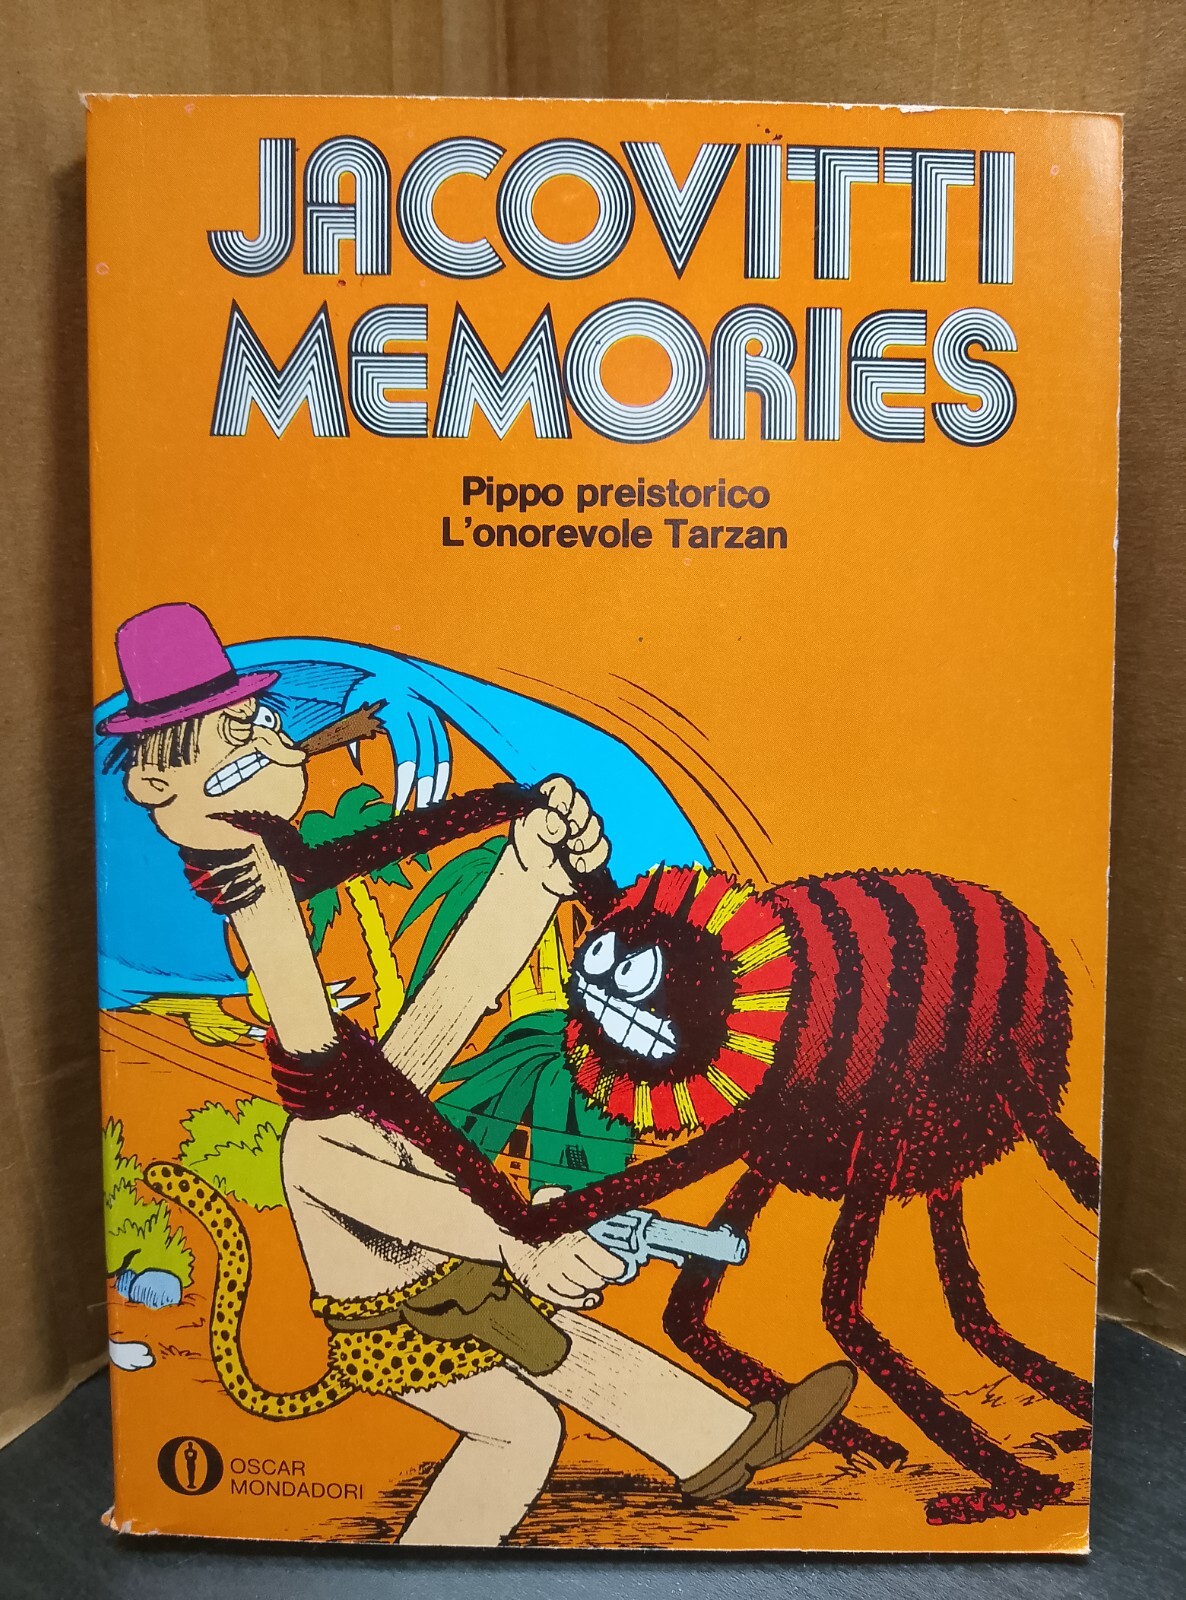 JACOVITTI
MEMORIES
Pippo preistorico
L'onorevole Tarzan
OSCAR
MONDADORI